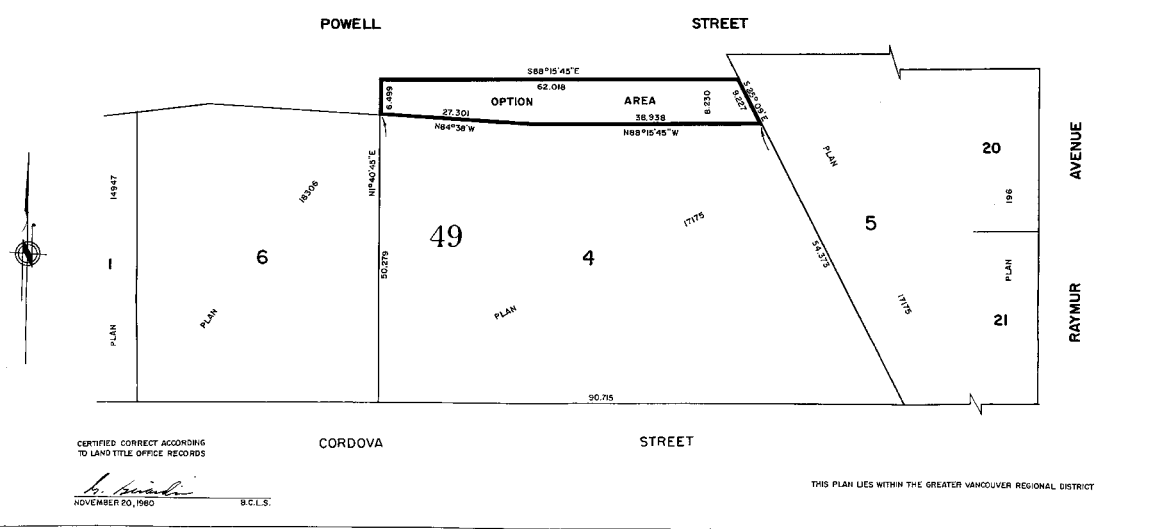 POWELL STREET
S88°15'45"E
62.018
6.499
OPTION AREA
8.230
9.227
S 25° 09'E
27.301
38.938
N84°38'W
N88°15'45"W
N1°40'45"E
50.279
14947
1
PLAN
18306
6
PLAN
49
4
17175
PLAN
PLAN
5
17175
54.373
20
196
PLAN
21
AVENUE
RAYMUR
90.715
CORDOVA STREET
CERTIFIED CORRECT ACCORDING
TO LAND TITLE OFFICE RECORDS
NOVEMBER 20, 1980 B.C.L.S.
THIS PLAN LIES WITHIN THE GREATER VANCOUVER REGIONAL DISTRICT